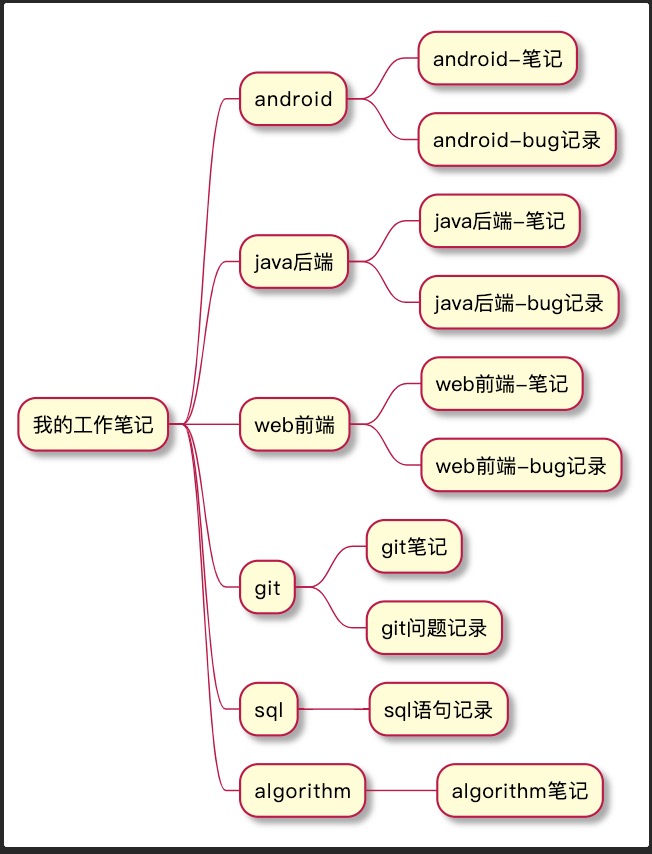 我的工作笔记
android
android-笔记
android-bug记录
java后端
java后端-笔记
java后端-bug记录
web前端
web前端-笔记
web前端-bug记录
git
git笔记
git问题记录
sql
sql语句记录
algorithm
algorithm笔记